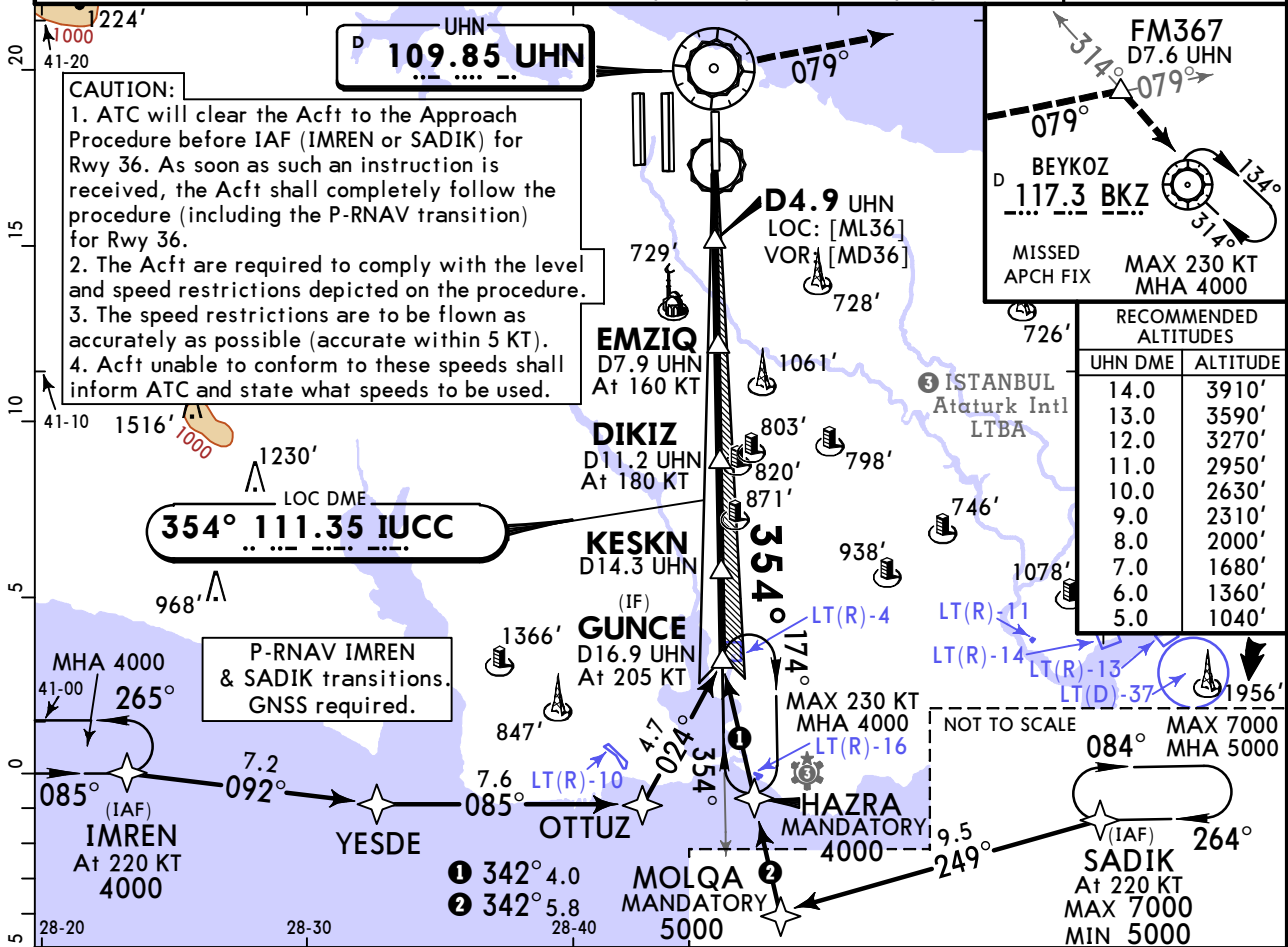 1224'
1000
41-20
20
UHN
D
109.85 UHN
079°
FM367
D7.6 UHN
314°
079°
079°
BEYKOZ
D
117.3 BKZ
134°
314°
MISSED
APCH FIX
MAX 230 KT
MHA 4000
CAUTION:
1. ATC will clear the Acft to the Approach
Procedure before IAF (IMREN or SADIK) for
Rwy 36. As soon as such an instruction is
received, the Acft shall completely follow the
procedure (including the P-RNAV transition)
for Rwy 36.
2. The Acft are required to comply with the level
and speed restrictions depicted on the procedure.
3. The speed restrictions are to be flown as
accurately as possible (accurate within 5 KT).
4. Acft unable to conform to these speeds shall
inform ATC and state what speeds to be used.
15
D4.9 UHN
LOC: [ML36]
VOR: [MD36]
729'
728'
726'
EMZIQ
D7.9 UHN
At 160 KT
1061'
3 ISTANBUL
Ataturk Intl
LTBA
RECOMMENDED
ALTITUDES
UHN DME ALTITUDE
14.0 3910'
13.0 3590'
12.0 3270'
11.0 2950'
10.0 2630'
9.0 2310'
8.0 2000'
7.0 1680'
6.0 1360'
5.0 1040'
10
41-10
1516'
1000
1230'
DIKIZ
D11.2 UHN
At 180 KT
803'
820'
798'
871'
746'
LOC DME
354° 111.35 IUCC
KESKN
D14.3 UHN
354°
938'
1078'
5
968'
(IF)
GUNCE
D16.9 UHN
At 205 KT
LT(R)-4
LT(R)-11
LT(R)-14
LT(R)-13
LT(D)-37
1956'
1366'
847'
P-RNAV IMREN
& SADIK transitions.
GNSS required.
MHA 4000
41-00
265°
174°
MAX 230 KT
MHA 4000
LT(R)-16
LT(R)-10
4.7
024°
354°
1
3
NOT TO SCALE
MAX 7000
MHA 5000
084°
0
085°
7.2
092°
7.6
085°
(IAF)
IMREN
At 220 KT
4000
YESDE
OTTUZ
HAZRA
MANDATORY
4000
9.5
249°
(IAF)
264°
SADIK
At 220 KT
MAX 7000
MIN 5000
1 342° 4.0
2 342° 5.8
MOLQA
MANDATORY
5000
2
5
28-20
28-30
28-40